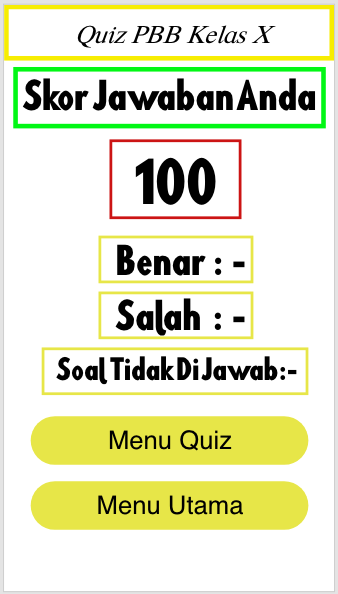 Quiz PBB Kelas X
Skor Jawaban Anda
100
Benar : -
Salah : -
Soal Tidak Di Jawab:-
Menu Quiz
Menu Utama